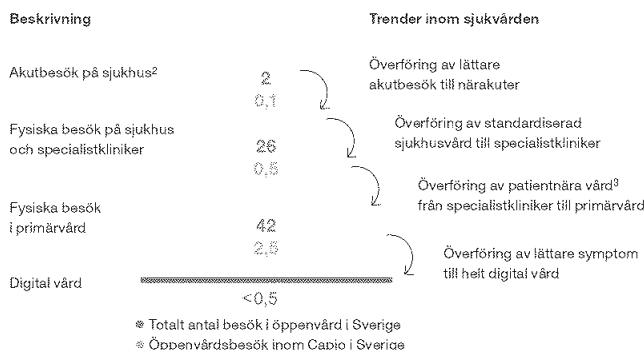 Beskrivning
Trender inom sjukvården
Akutbesök på sjukhus²
2
0,1
Överföring av lättare
akutbesök till närakuter
Fysiska besök på sjukhus
och specialistkliniker
26
0,5
Överföring av standardiserad
sjukhusvård till specialistkliniker
Överföring av patientnära vård³
från specialistkliniker till primärvård
Fysiska besök
i primärvård
42
2,5
Överföring av lättare symptom
till helt digital vård
Digital vård
<0,5
Totalt antal besök i öppenvård i Sverige
Öppenvårdsbesök inom Capio i Sverige